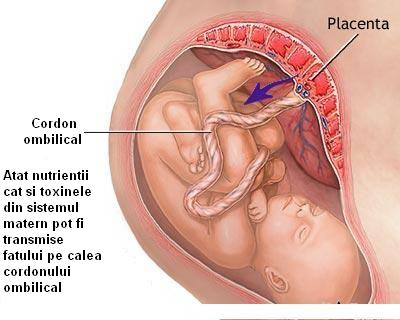 Placenta
Cordon
ombilical
Atat nutrientii
cat si toxinele
din sistemul
matern pot fi
transmise
fatului pe calea
cordonului
ombilical